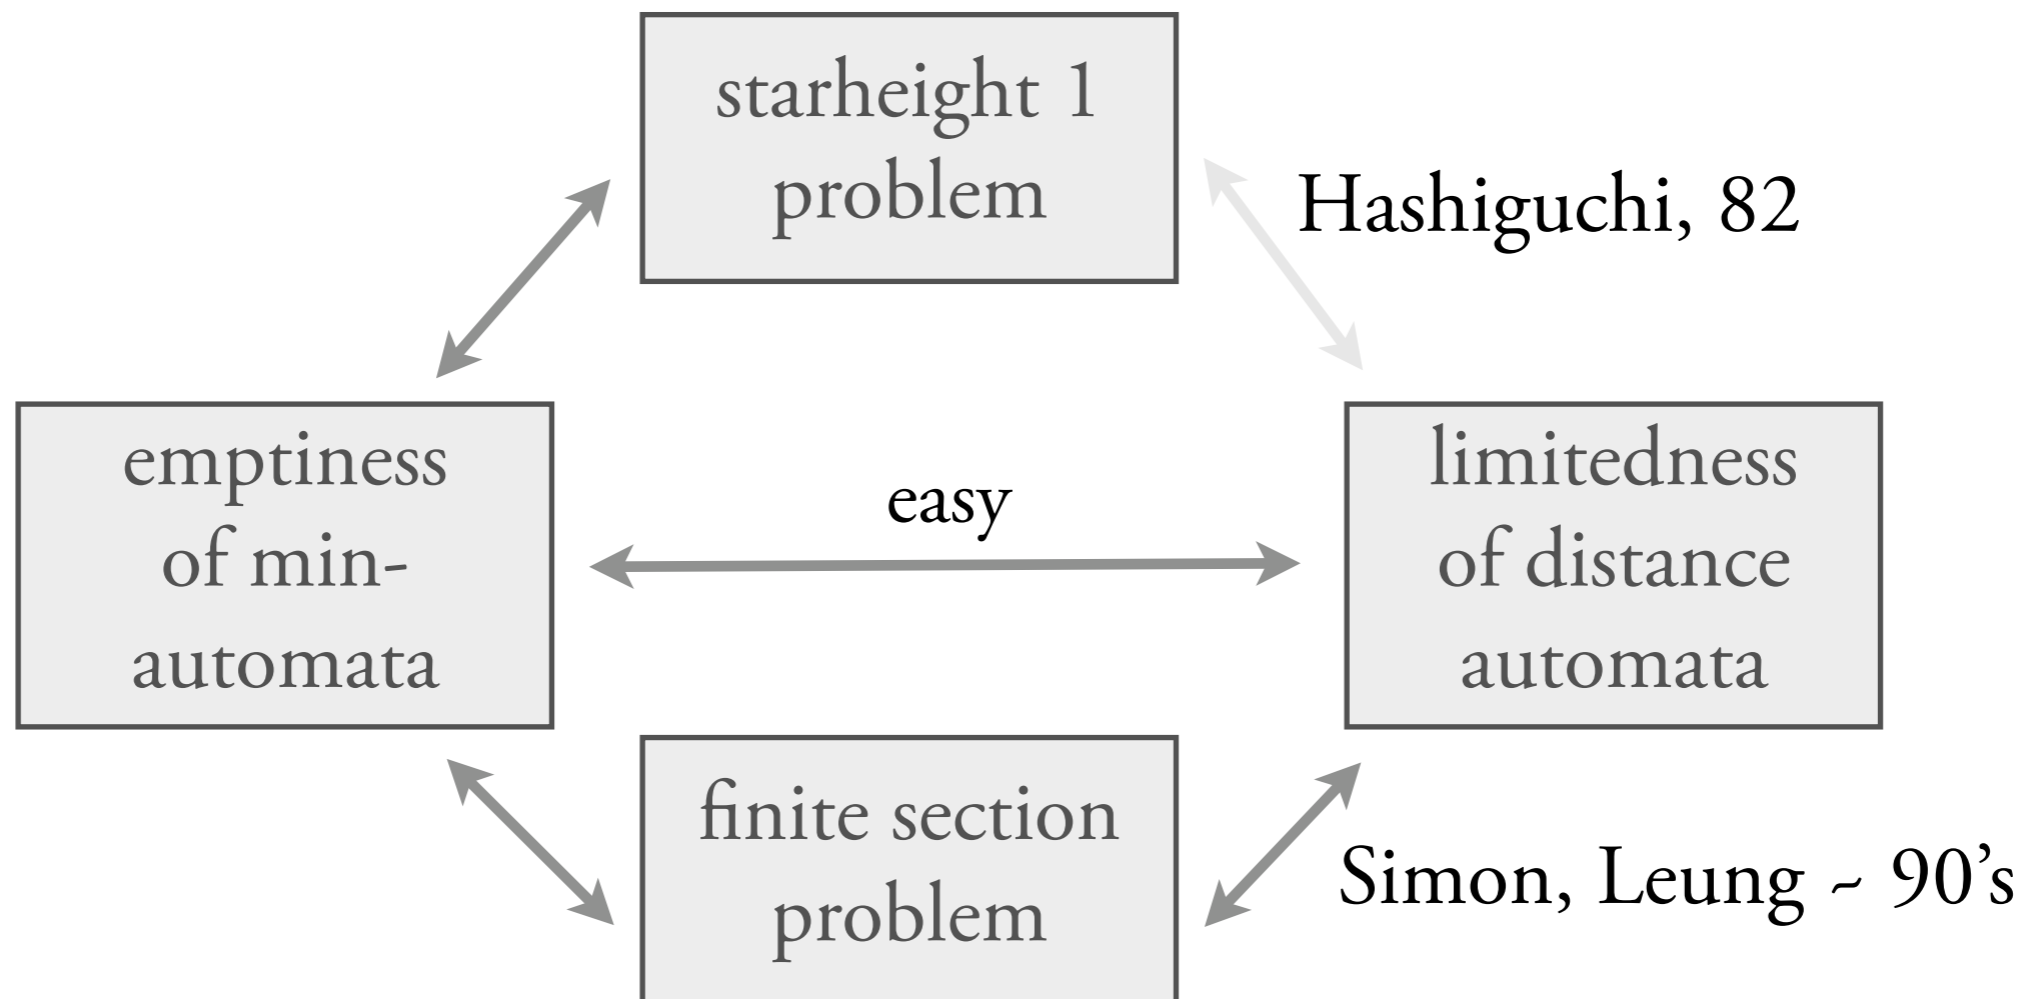 starheight 1
problem
Hashiguchi, 82
emptiness
of min-
automata
easy
limitedness
of distance
automata
finite section
problem
Simon, Leung ~ 90’s